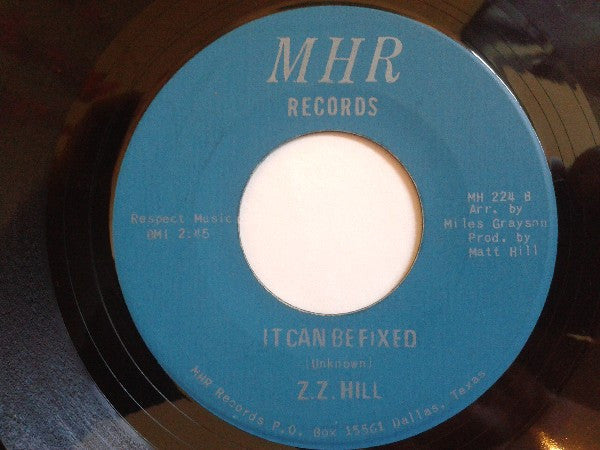 MHR
RECORDS
Respect Music
BMI 2:45
MH 224 B
Arr. by
Miles Grayson
Prod. by
Matt Hill
IT CAN BE FIXED
(Unknown)
Z.Z. HILL
MHR Records P.O. Box 15561 Dallas, Texas